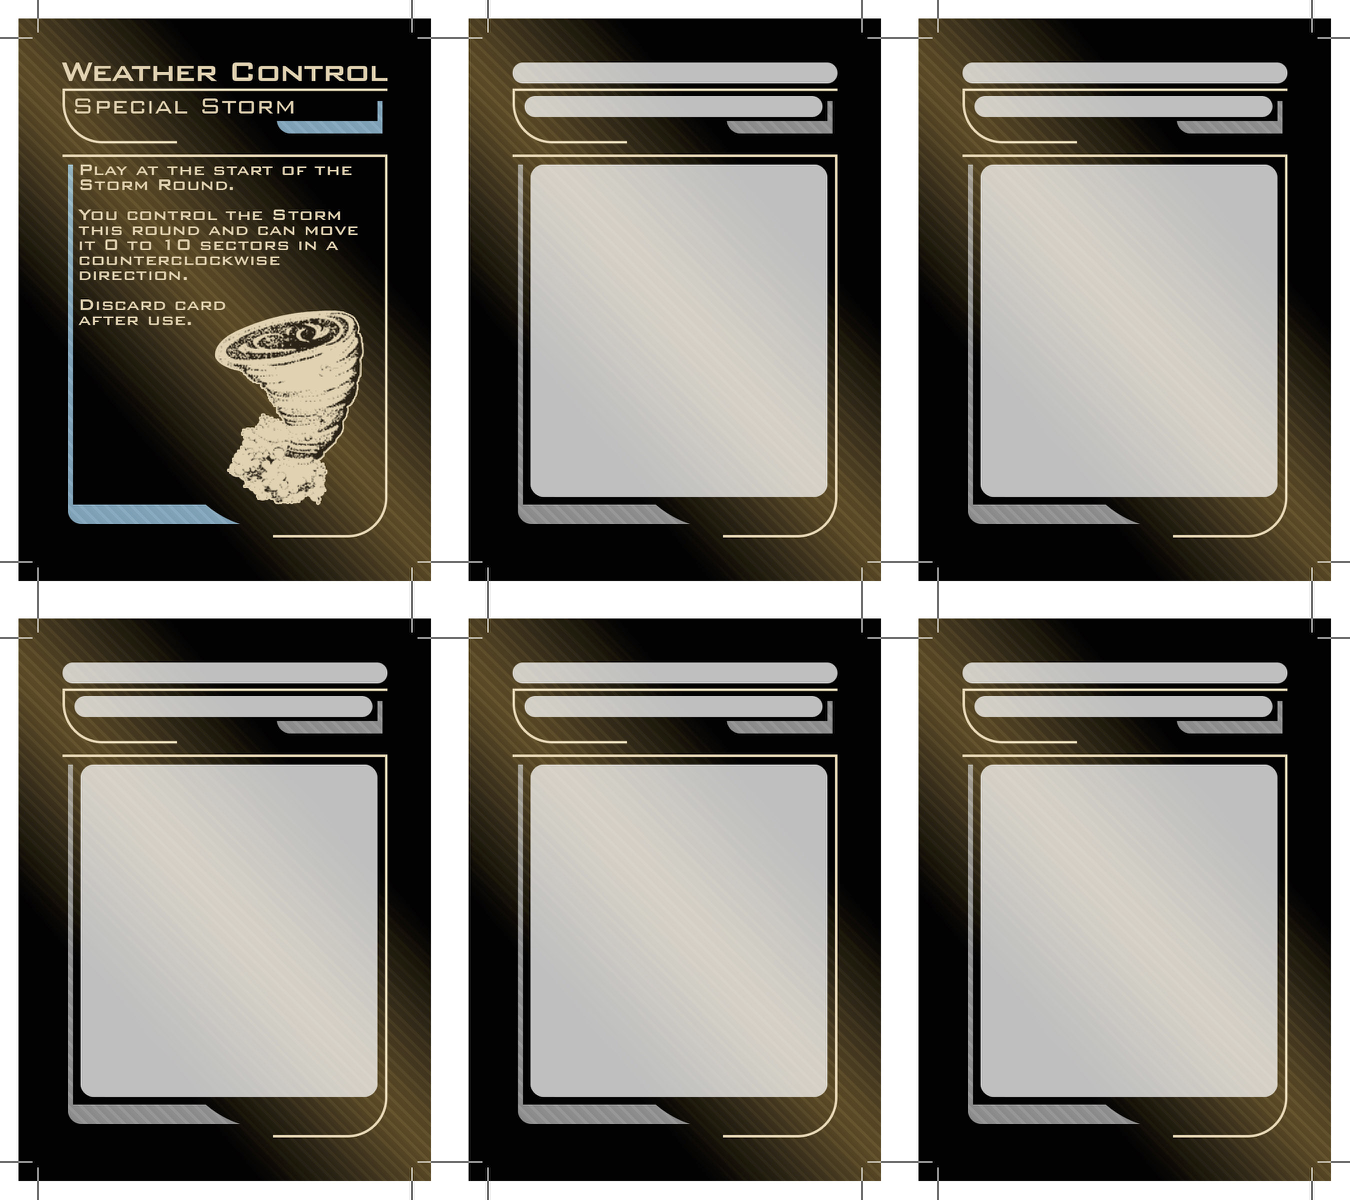 Weather Control
Special Storm
Play at the start of the
Storm Round.
You control the Storm
this round and can move
it 0 to 10 sectors in a
counterclockwise
direction.
Discard card
after use.